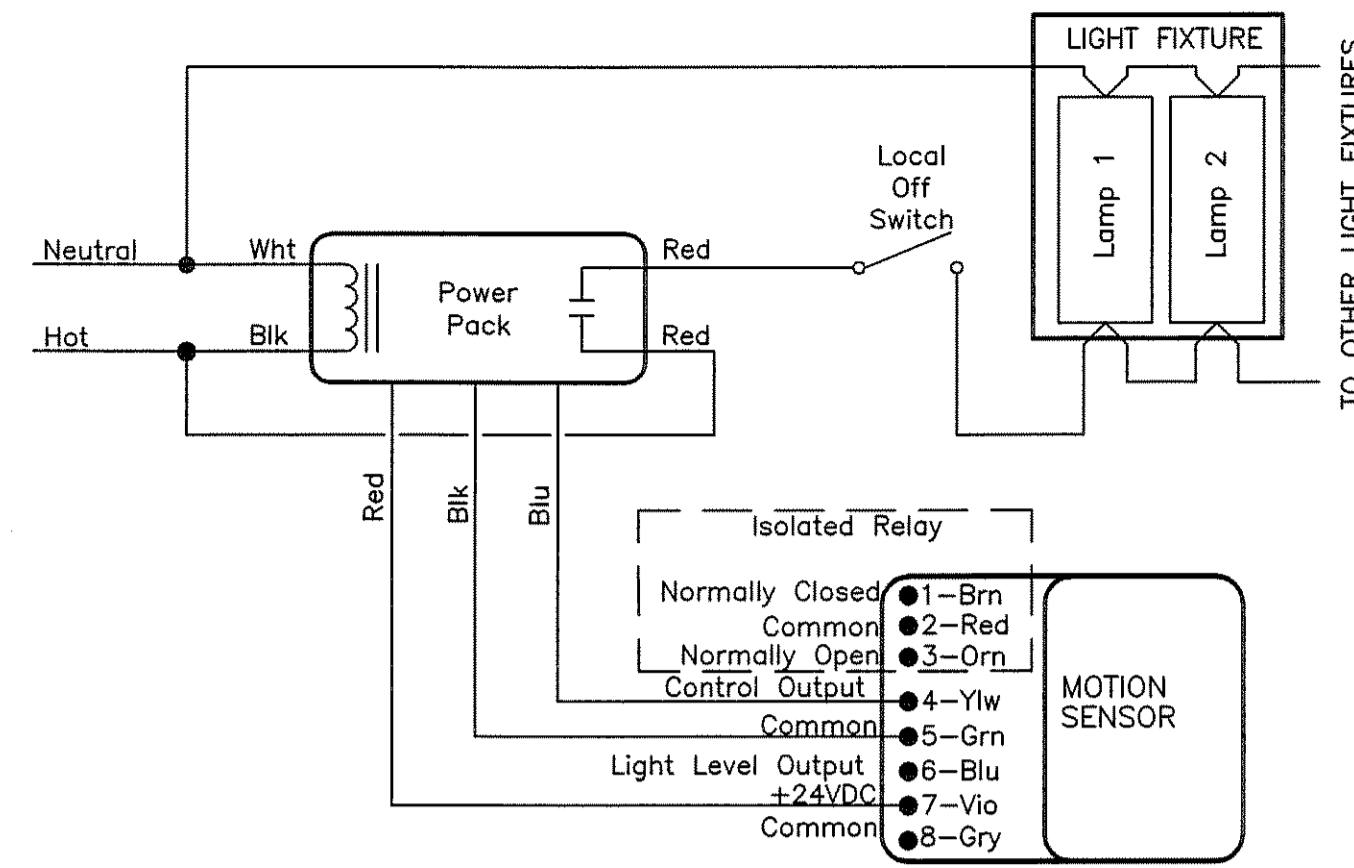 LIGHT FIXTURE
Lamp 1
Lamp 2
TO OTHER LIGHT FIXTURES
Local
Off
Switch
Neutral
Wht
Hot
Blk
Power
Pack
Red
Red
Red
Blk
Blu
Isolated Relay
Normally Closed
1-Brn
Common
2-Red
Normally Open
3-Orn
Control Output
4-Ylw
Common
5-Grn
Light Level Output
6-Blu
+24VDC
7-Vio
Common
8-Gry
MOTION
SENSOR